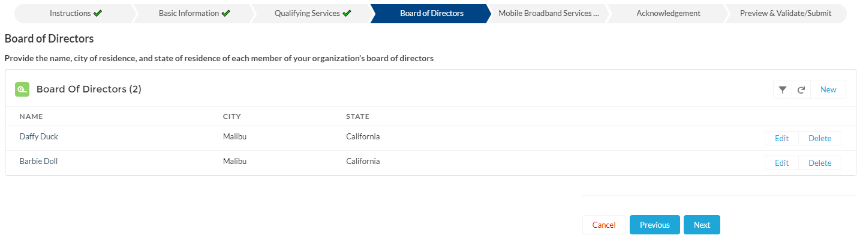 Instructions Basic Information Qualifying Services Board of Directors Mobile Broadband Services ... Acknowledgement Preview & Validate/Submit
Board of Directors
Provide the name, city of residence, and state of residence of each member of your organization's board of directors
Board Of Directors (2) New
NAME CITY STATE
Daffy Duck Malibu California Edit Delete
Barbie Doll Malibu California Edit Delete
Cancel Previous Next